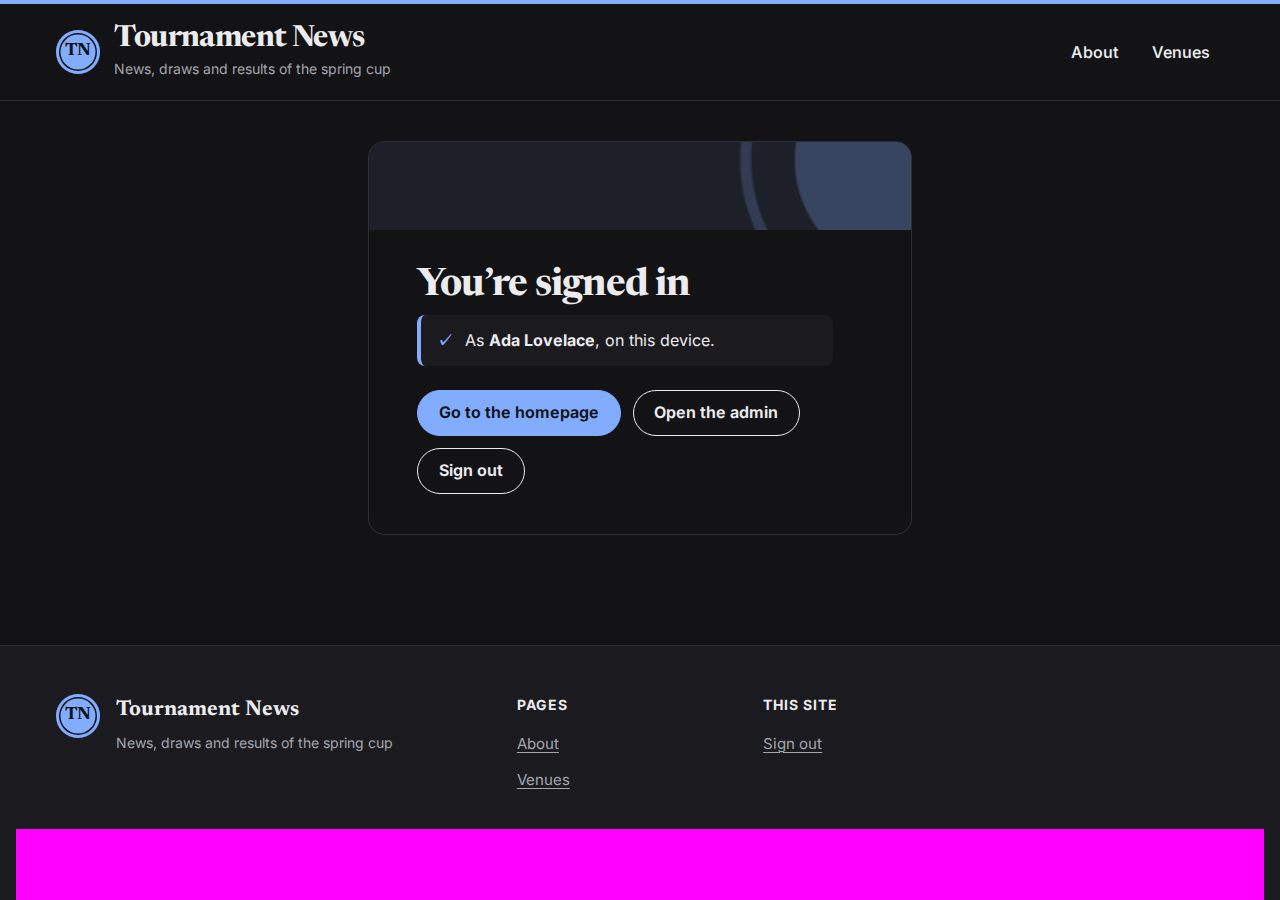 TN
Tournament News
News, draws and results of the spring cup
About
Venues
You’re signed in
✓ As Ada Lovelace, on this device.
Go to the homepage
Open the admin
Sign out
TN
Tournament News
News, draws and results of the spring cup
PAGES
About
Venues
THIS SITE
Sign out